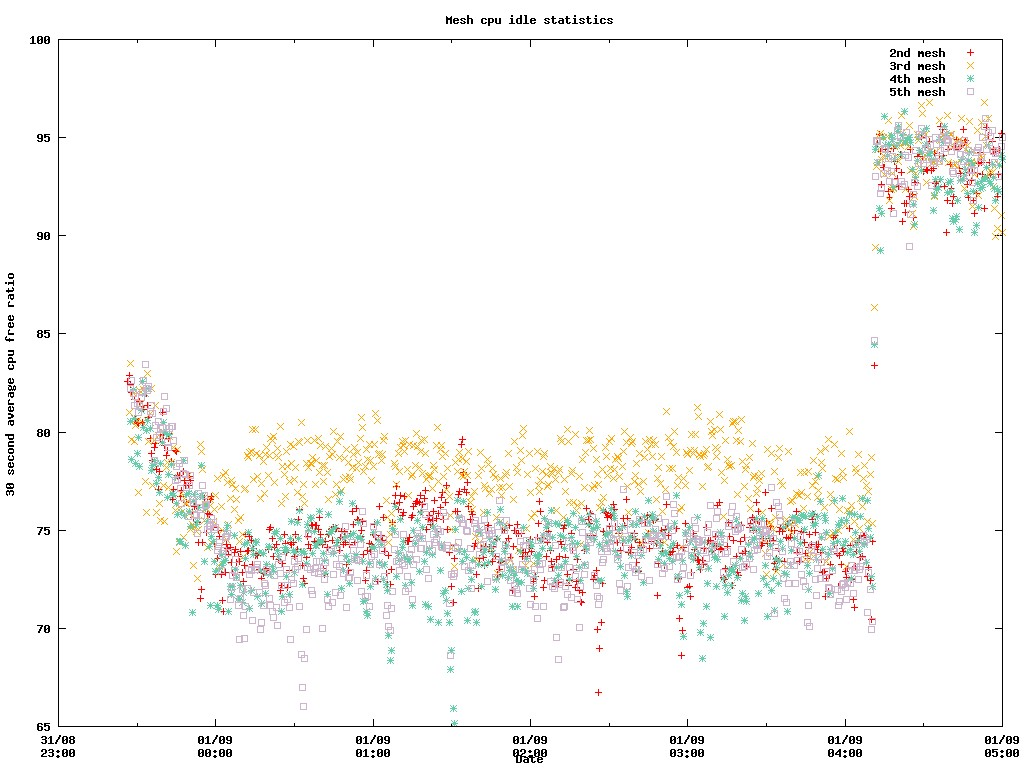 Mesh cpu idle statistics
100
2nd mesh
3rd mesh
4th mesh
5th mesh
95
90
85
80
75
70
65
30 second average cpu free ratio
31/08 01/09 01/09 01/09 01/09 01/09 01/09
23:00 00:00 01:00 02:00 03:00 04:00 05:00
Date